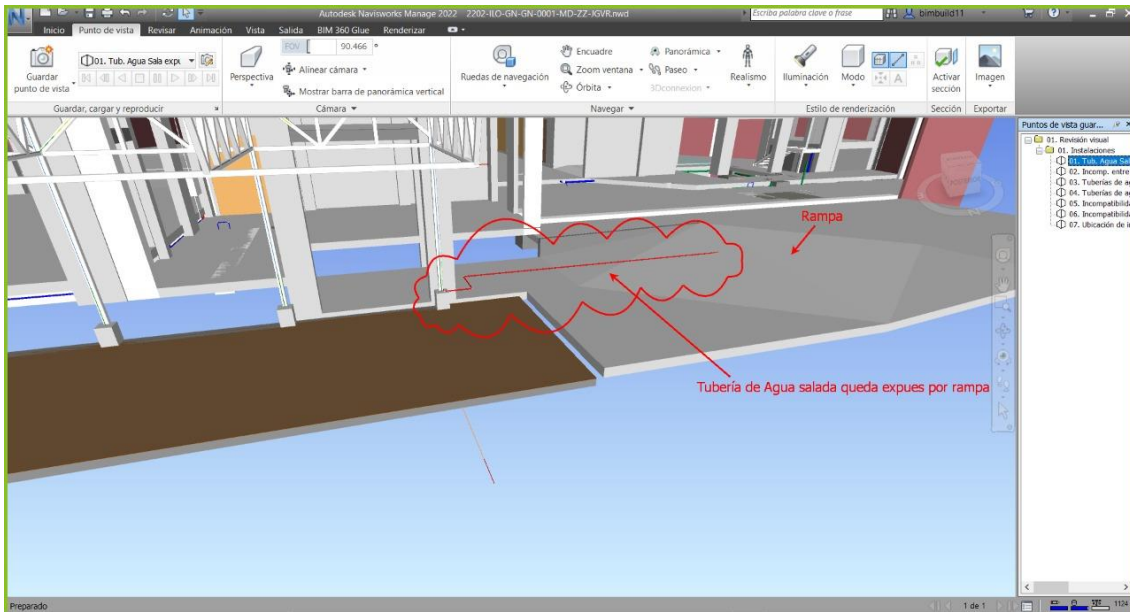 Autodesk Navisworks Manage 2022 2202-ILO-GN-GN-0001-MD-ZZ-JGVR.nwd
Escriba palabra clave o frase
bimbuild11
Inicio Punto de vista Revisar Animación Vista Salida BIM 360 Glue Renderizar
Guardar punto de vista
01. Tub. Agua Sala expu
Guardar, cargar y reproducir
Perspectiva
FOV 90.466 °
Alinear cámara
Mostrar barra de panorámica vertical
Cámara
Ruedas de navegación
Encuadre
Zoom ventana
Órbita
Panorámica
Paseo
3Dconnexion
Navegar
Realismo
Iluminación
Modo
Estilo de renderización
Activar sección
Sección
Imagen
Exportar
Puntos de vista guar...
01. Revisión visual
01. Instalaciones
01. Tub. Agua Sal
02. Incomp. entre
03. Tuberías de a
04. Tuberías de a
05. Incompatibilid
06. Incompatibilid
07. Ubicación de i
Rampa
Tubería de Agua salada queda expues por rampa
Preparado
1 de 1
1124